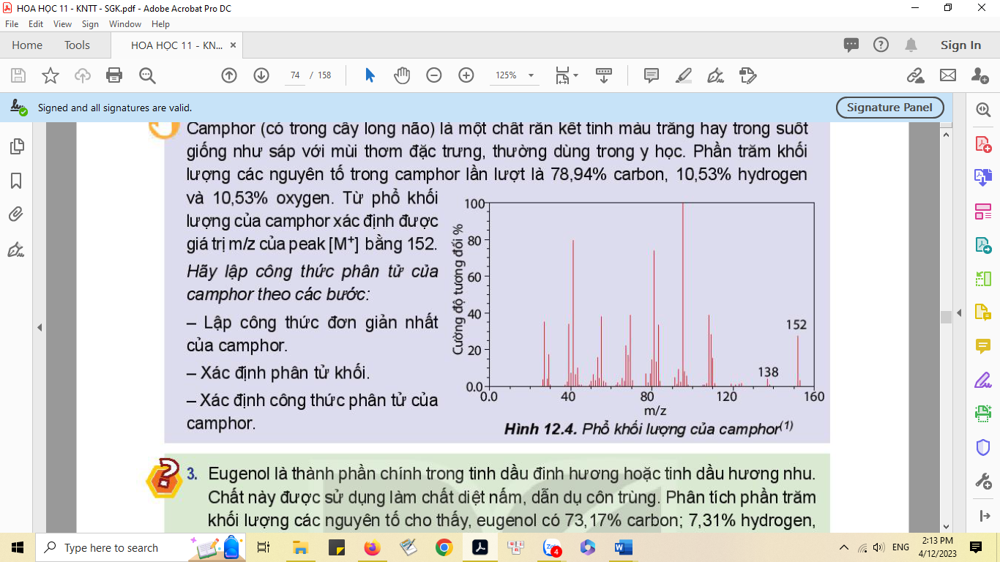 HOA HỌC 11 - KNTT - SGK.pdf - Adobe Acrobat Pro DC
File Edit View Sign Window Help
Home Tools HOA HỌC 11 - KN... × Sign In
74 / 158 125%
Signed and all signatures are valid. Signature Panel
Camphor (có trong cây long não) là một chất rắn kết tinh màu trắng hay trong suốt
giống như sáp với mùi thơm đặc trưng, thường dùng trong y học. Phần trăm khối
lượng các nguyên tố trong camphor lần lượt là 78,94% carbon, 10,53% hydrogen
và 10,53% oxygen. Từ phổ khối
lượng của camphor xác định được
giá trị m/z của peak [M⁺] bằng 152.
Hãy lập công thức phân tử của
camphor theo các bước:
– Lập công thức đơn giản nhất
của camphor.
– Xác định phân tử khối.
– Xác định công thức phân tử của
camphor.
Cường độ tương đối %
100
80
60
40
20
0.0
152
138
0.0 40 80 120 160
m/z
Hình 12.4. Phổ khối lượng của camphor⁽¹⁾
3. Eugenol là thành phần chính trong tinh dầu đinh hương hoặc tinh dầu hương nhu.
Chất này được sử dụng làm chất diệt nấm, dẫn dụ côn trùng. Phân tích phần trăm
khối lượng các nguyên tố cho thấy, eugenol có 73,17% carbon; 7,31% hydrogen,
Type here to search
4
ENG
2:13 PM
4/12/2023